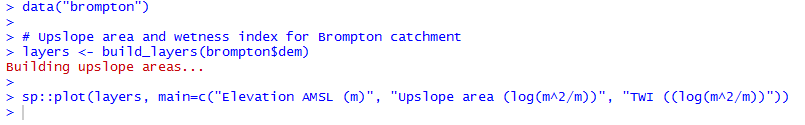 > data("brompton")
>
> # Upslope area and wetness index for Brompton catchment
> layers <- build_layers(brompton$dem)
Building upslope areas...
>
> sp::plot(layers, main=c("Elevation AMSL (m)", "Upslope area (log(m^2/m))", "TWI ((log(m^2/m))"))
>